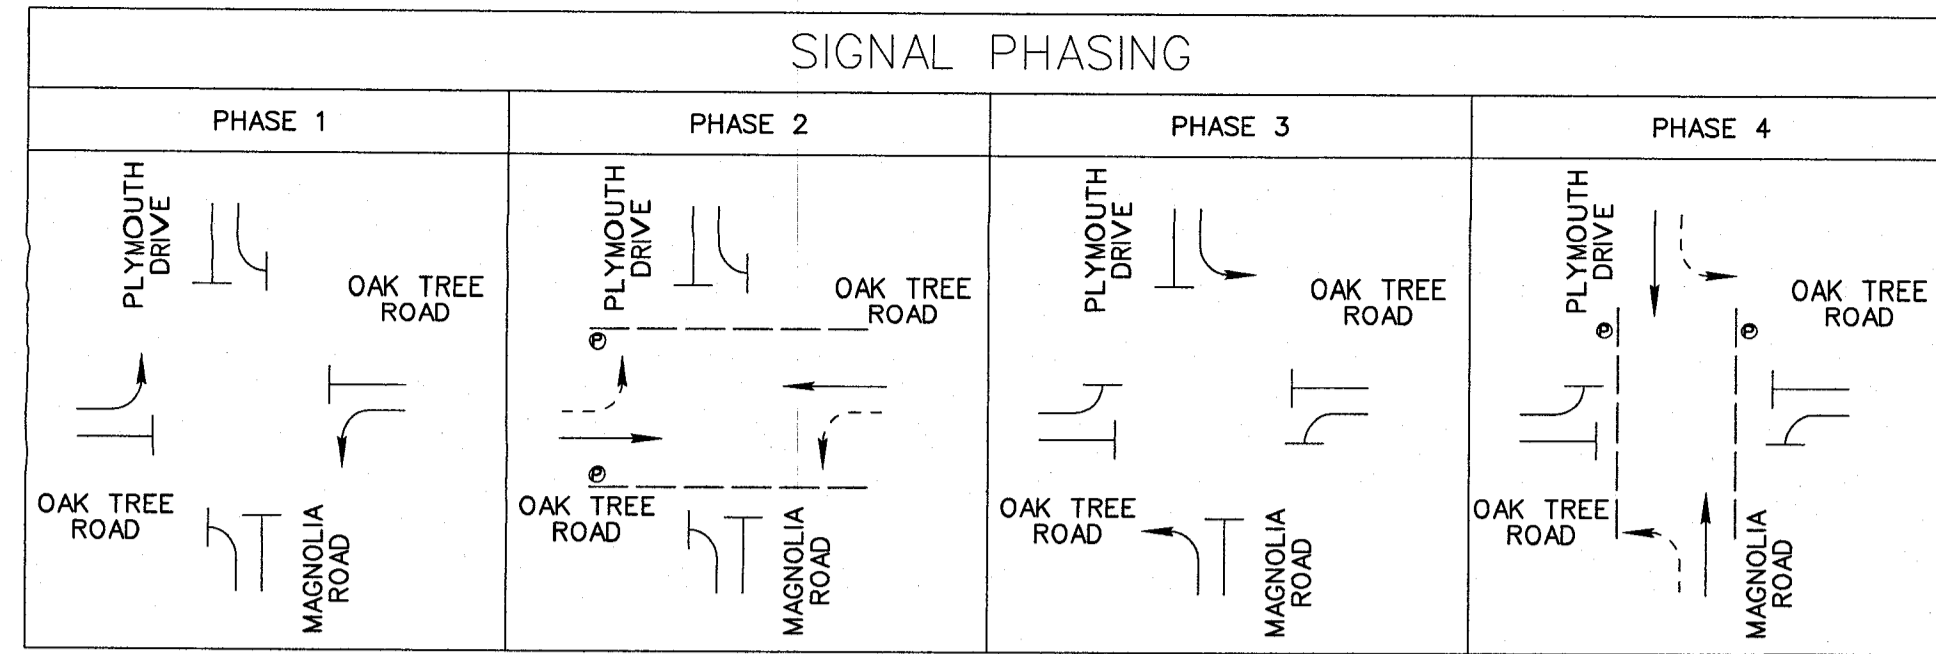 SIGNAL PHASING
PHASE 1
PHASE 2
PHASE 3
PHASE 4
PLYMOUTH
DRIVE
OAK TREE
ROAD
OAK TREE
ROAD
MAGNOLIA
ROAD
PLYMOUTH
DRIVE
OAK TREE
ROAD
P
P
OAK TREE
ROAD
MAGNOLIA
ROAD
PLYMOUTH
DRIVE
OAK TREE
ROAD
OAK TREE
ROAD
MAGNOLIA
ROAD
PLYMOUTH
DRIVE
OAK TREE
ROAD
P
P
OAK TREE
ROAD
MAGNOLIA
ROAD